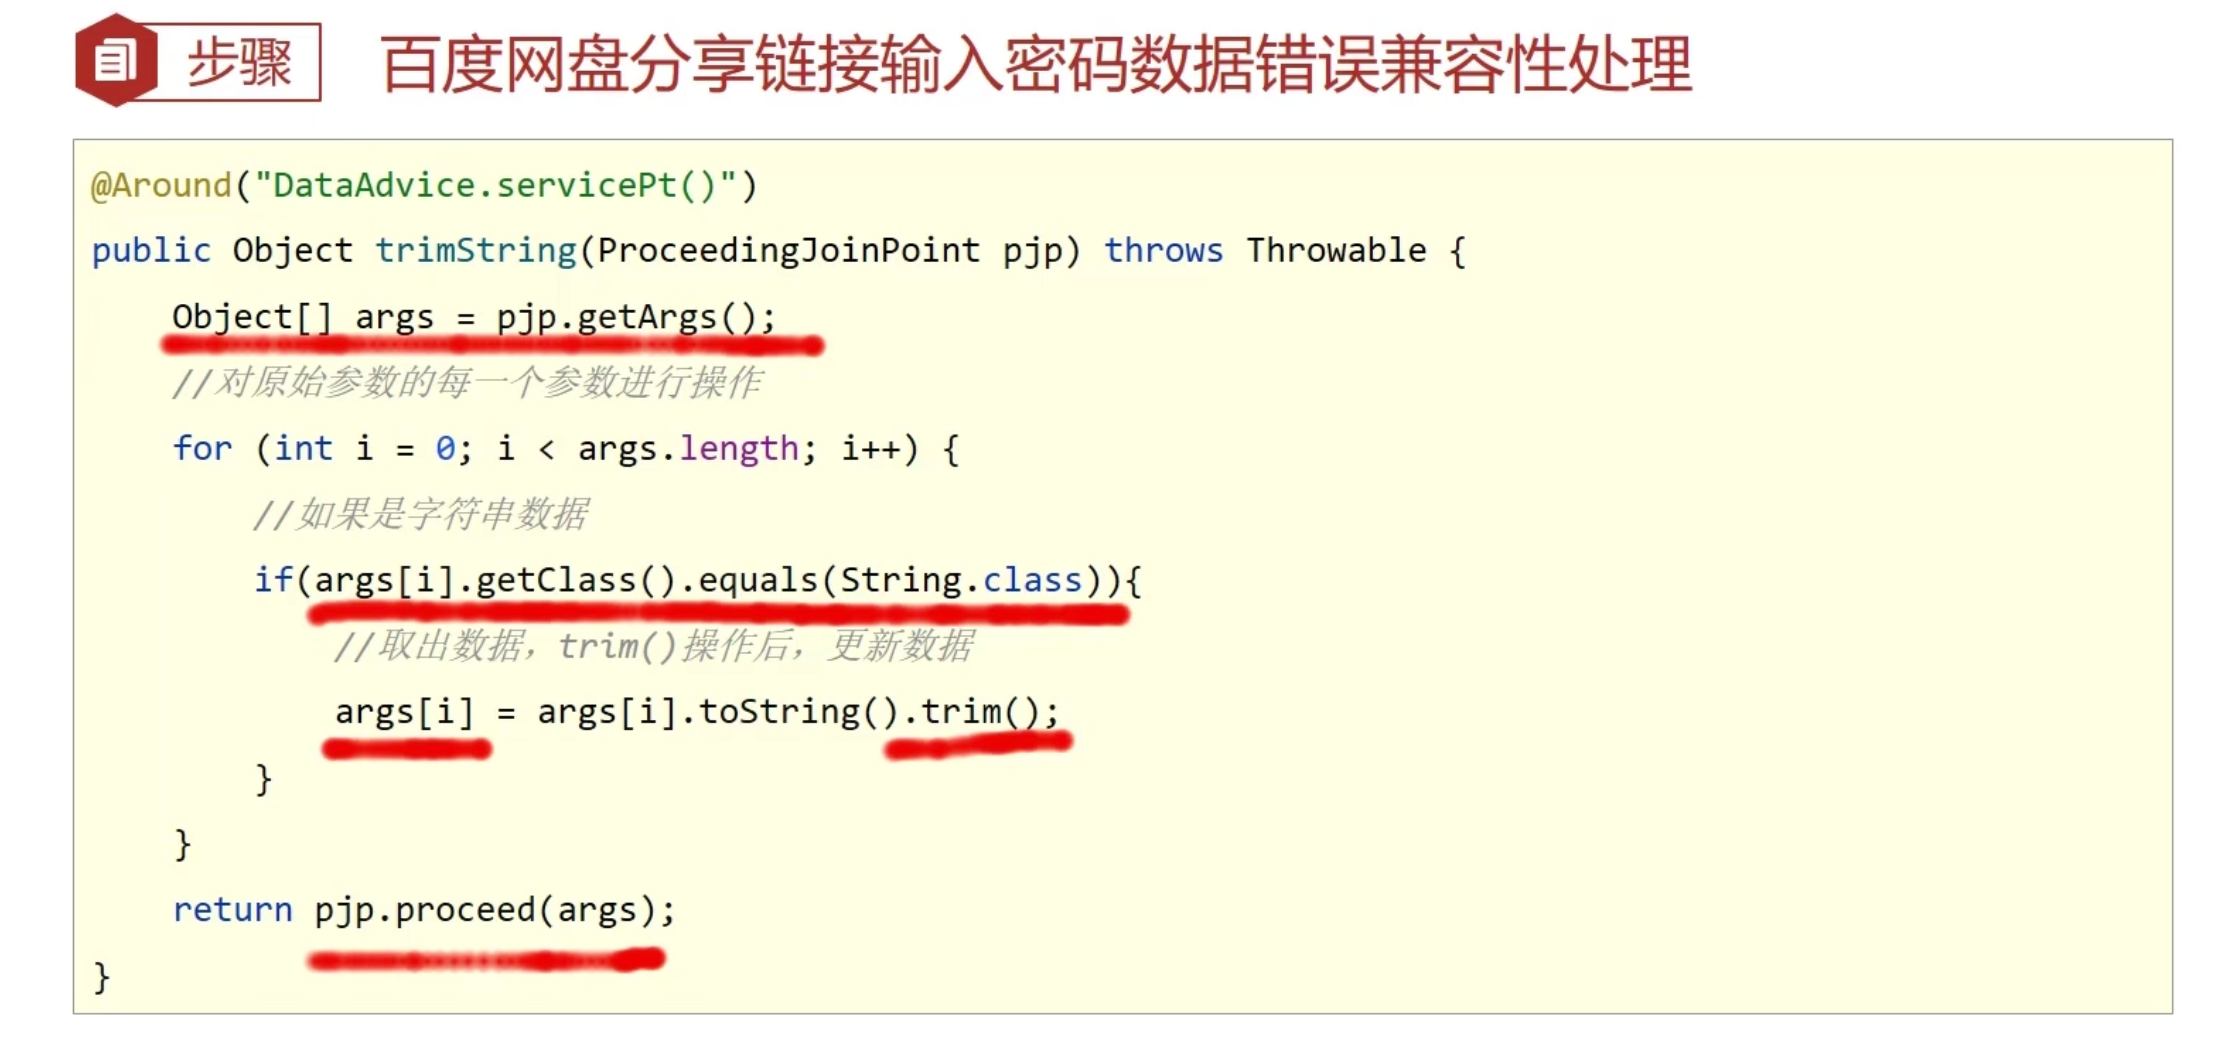 步骤 百度网盘分享链接输入密码数据错误兼容性处理
@Around("DataAdvice.servicePt()")
public Object trimString(ProceedingJoinPoint pjp) throws Throwable {
Object[] args = pjp.getArgs();
//对原始参数的每一个参数进行操作
for (int i = 0; i < args.length; i++) {
//如果是字符串数据
if(args[i].getClass().equals(String.class)){
//取出数据，trim()操作后，更新数据
args[i] = args[i].toString().trim();
}
}
return pjp.proceed(args);
}